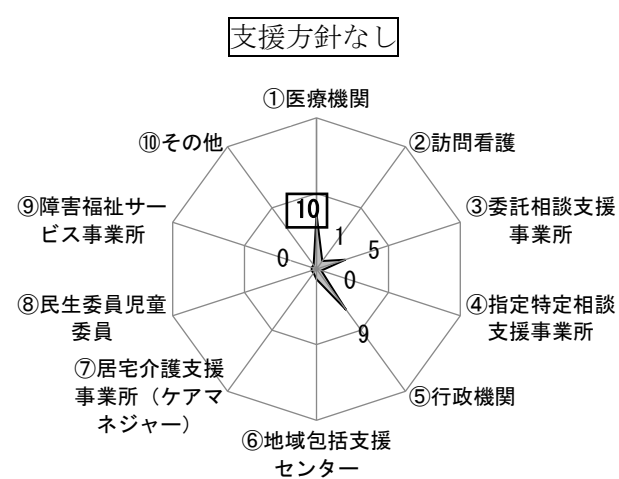 支援方針なし
①医療機関
②訪問看護
③委託相談支援
事業所
④指定特定相談
支援事業所
⑤行政機関
⑥地域包括支援
センター
⑦居宅介護支援
事業所（ケアマ
ネジャー）
⑧民生委員児童
委員
⑨障害福祉サー
ビス事業所
⑩その他
10
1
5
0
9
0